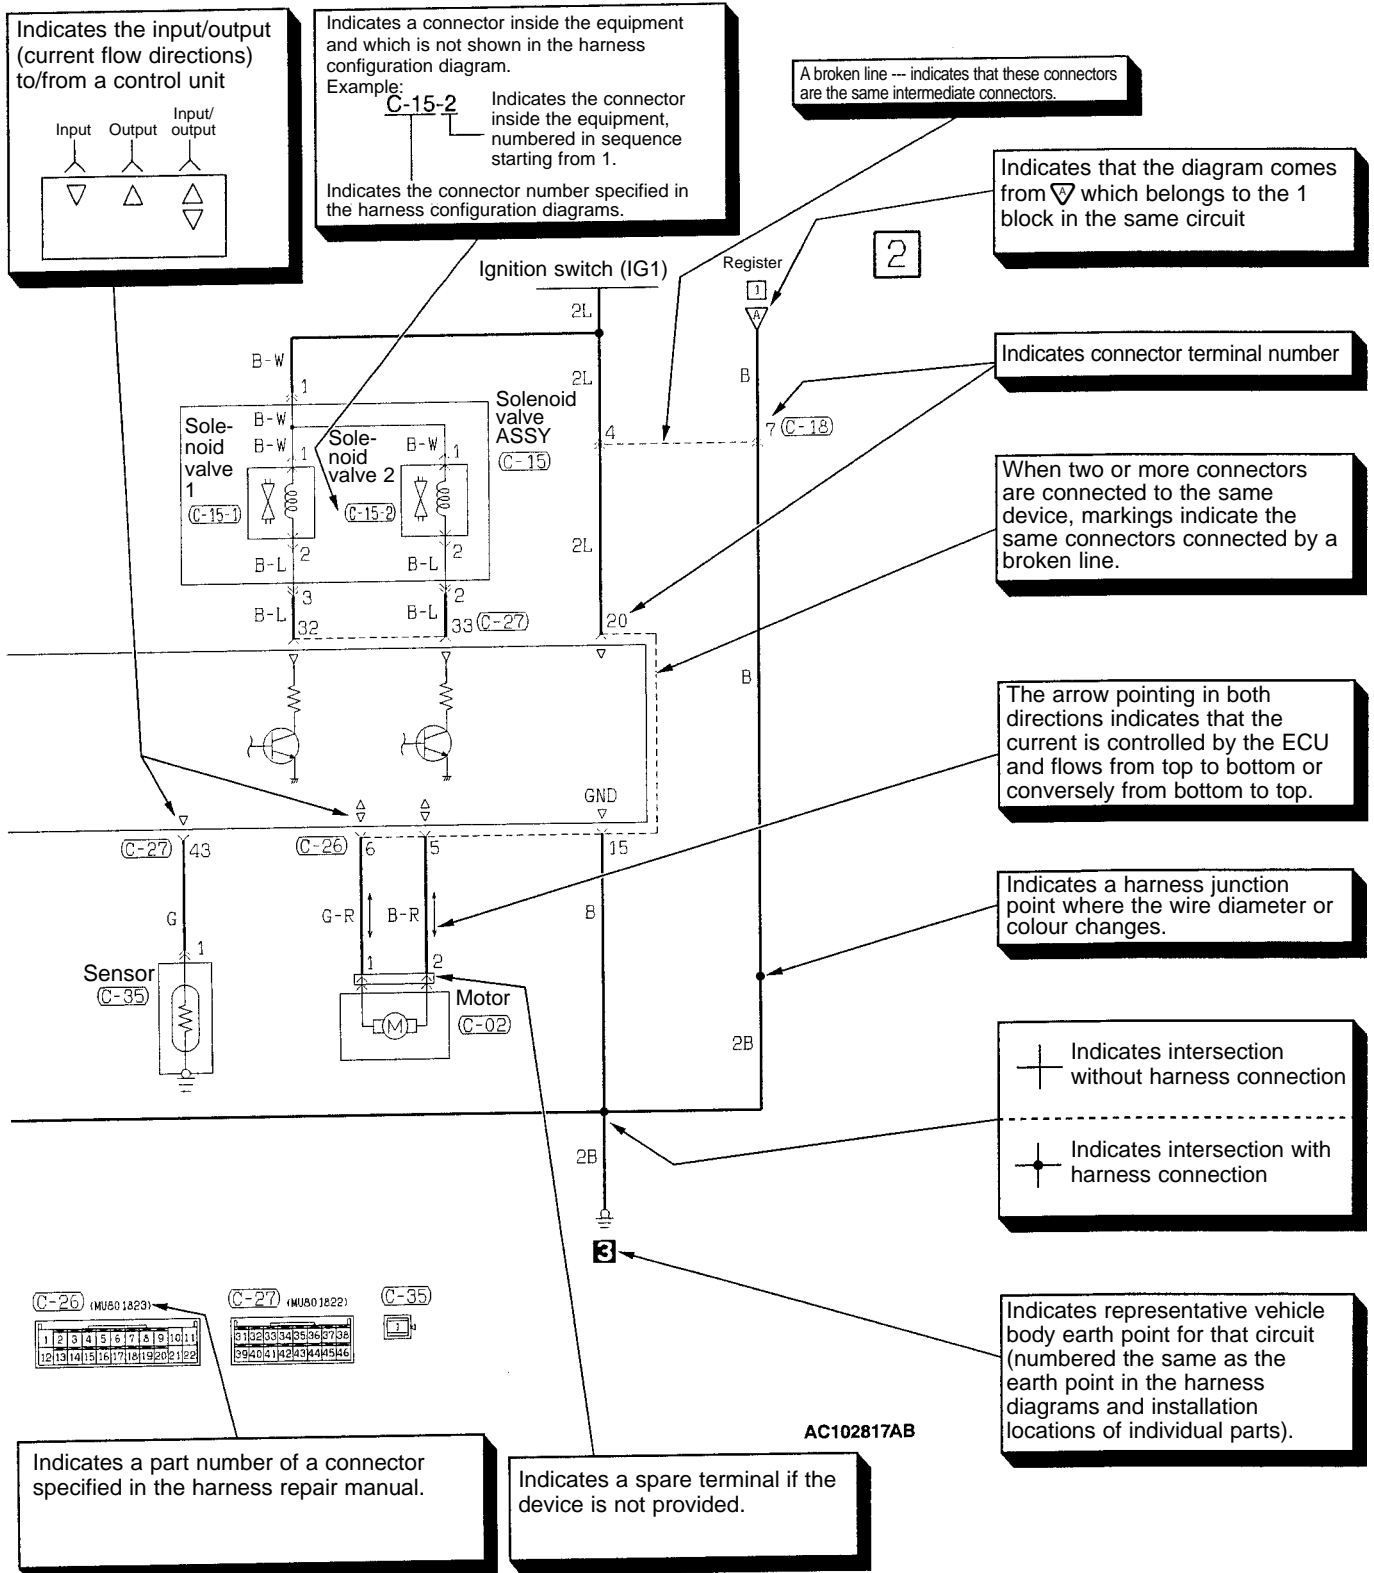 Indicates the input/output
(current flow directions)
to/from a control unit
Input
Output
Input/
output
Indicates a connector inside the equipment
and which is not shown in the harness
configuration diagram.
Example:
C-15-2
Indicates the connector
inside the equipment,
numbered in sequence
starting from 1.
Indicates the connector number specified in
the harness configuration diagrams.
A broken line --- indicates that these connectors
are the same intermediate connectors.
Indicates that the diagram comes
from A which belongs to the 1
block in the same circuit
2
Ignition switch (IG1)
Register
1
A
2L
B-W
1
2L
B
Indicates connector terminal number
Solenoid
valve
ASSY
C-15
B-W
Sole-
noid
valve
1
B-W
1
C-15-1
Sole-
noid
valve 2
B-W
1
C-15-2
4
7 C-18
When two or more connectors
are connected to the same
device, markings indicate the
same connectors connected by a
broken line.
2
B-L
2
B-L
2L
3
B-L
32
2
B-L
33 C-27
20
B
The arrow pointing in both
directions indicates that the
current is controlled by the ECU
and flows from top to bottom or
conversely from bottom to top.
GND
C-27 43
C-26 6
5
15
G
G-R
B-R
B
Indicates a harness junction
point where the wire diameter or
colour changes.
1
Sensor
C-35
1
2
Motor
C-02
M
2B
Indicates intersection
without harness connection
Indicates intersection with
harness connection
2B
3
C-26 (MU801823)
1 2 3 4 5 6 7 8 9 10 11
12 13 14 15 16 17 18 19 20 21 22
C-27 (MU801822)
31 32 33 34 35 36 37 38
39 40 41 42 43 44 45 46
C-35
1
Indicates representative vehicle
body earth point for that circuit
(numbered the same as the
earth point in the harness
diagrams and installation
locations of individual parts).
AC102817AB
Indicates a part number of a connector
specified in the harness repair manual.
Indicates a spare terminal if the
device is not provided.